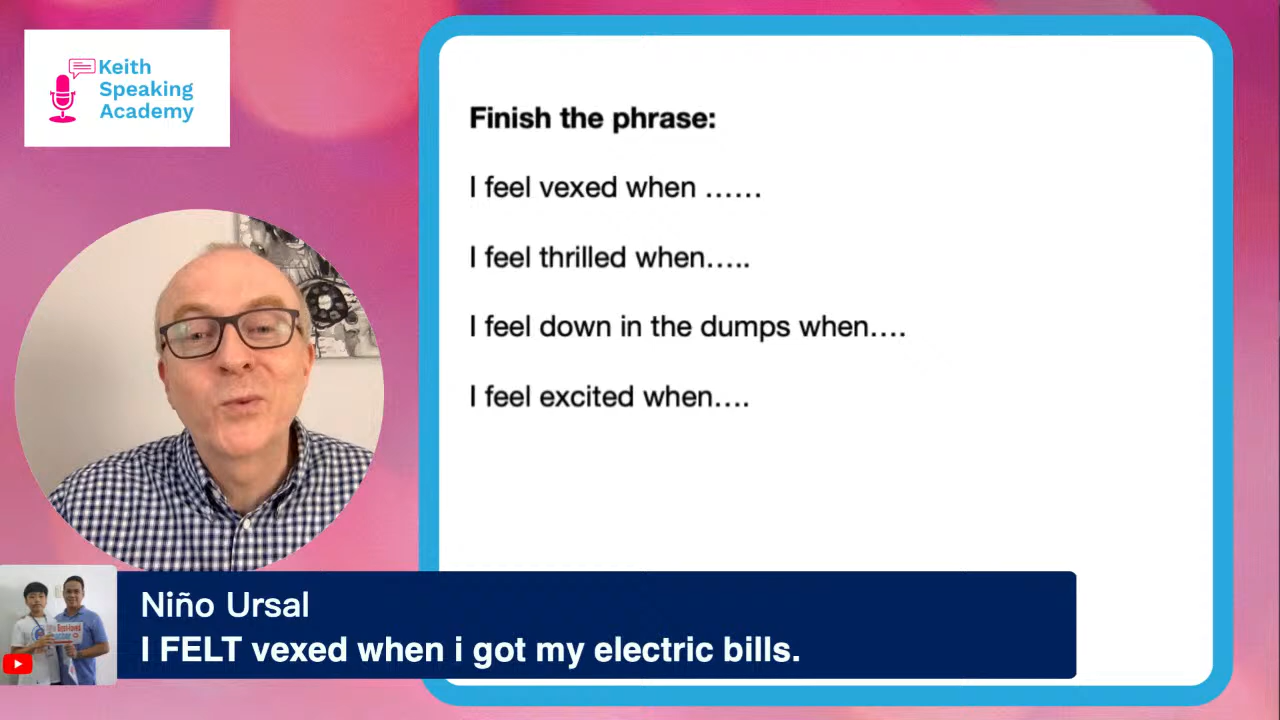 Keith
Speaking
Academy
Finish the phrase:
I feel vexed when ……
I feel thrilled when…..
I feel down in the dumps when….
I feel excited when….
Niño Ursal
I FELT vexed when i got my electric bills.